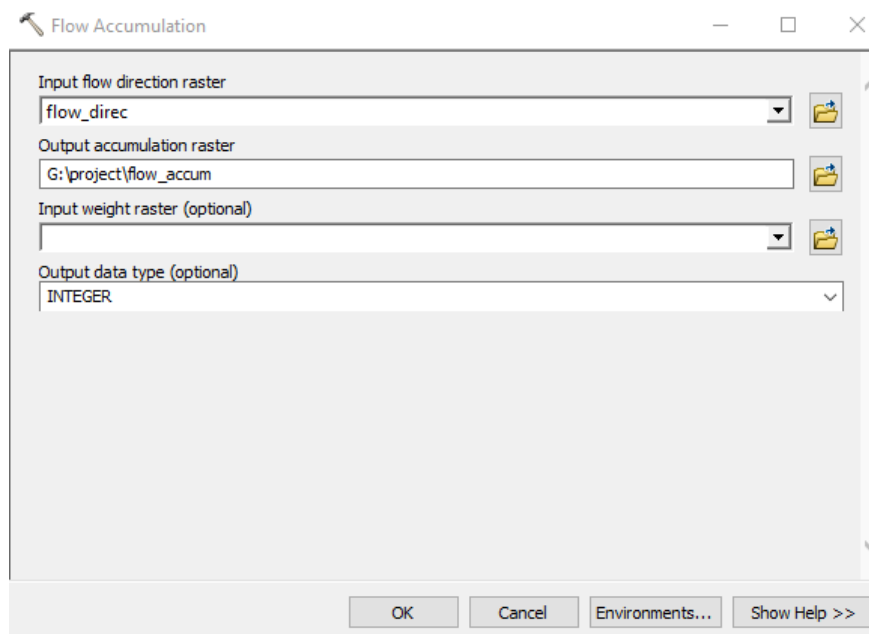 Flow Accumulation
Input flow direction raster
flow_direc
Output accumulation raster
G:\project\flow_accum
Input weight raster (optional)
Output data type (optional)
INTEGER
OK Cancel Environments... Show Help >>